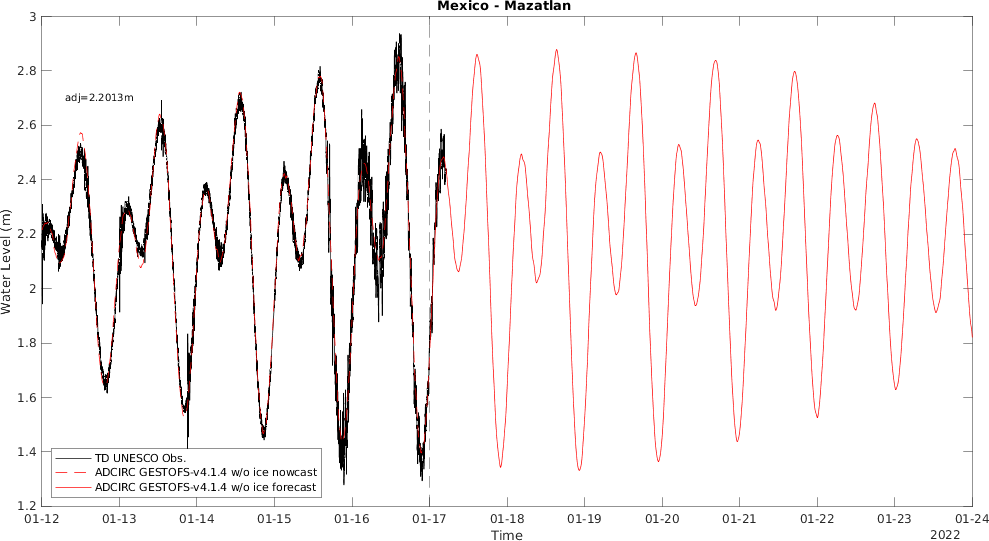 Mexico - Mazatlan
3
2.8
2.6
2.4
2.2
2
1.8
1.6
1.4
1.2
Water Level (m)
adj=2.2013m
TD UNESCO Obs.
ADCIRC GESTOFS-v4.1.4 w/o ice nowcast
ADCIRC GESTOFS-v4.1.4 w/o ice forecast
01-12 01-13 01-14 01-15 01-16 01-17 01-18 01-19 01-20 01-21 01-22 01-23 01-24
Time
2022